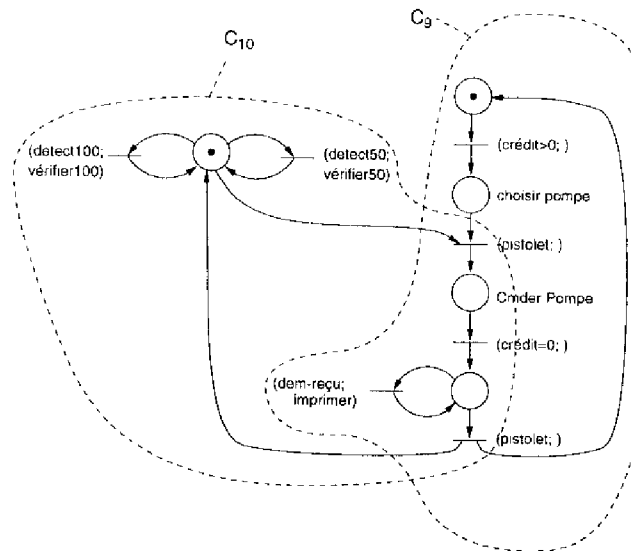 C10
C9
(detect100;
vérifier100)
(detect50;
vérifier50)
(crédit>0; )
choisir pompe
(pistolet; )
Cmder Pompe
(crédit=0; )
(dem-reçu;
imprimer)
(pistolet; )